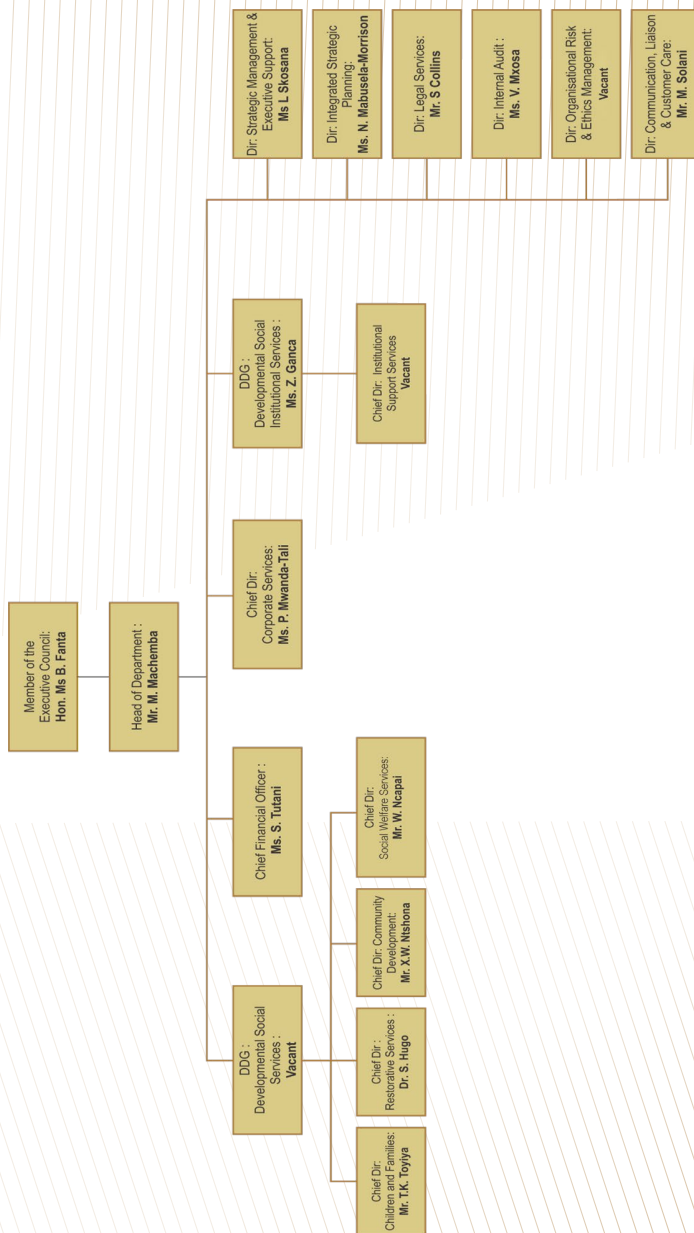 Member of the
Executive Council:
Hon. Ms B. Fanta
Head of Department :
Mr. M. Machemba
DDG :
Developmental Social
Services :
Vacant
Chief Financial Officer :
Ms. S. Tutani
Chief Dir:
Corporate Services:
Ms. P. Mwanda-Tali
DDG :
Developmental Social
Institutional Services :
Ms. Z. Ganca
Dir: Strategic Management &
Executive Support:
Ms L Skosana
Dir: Integrated Strategic
Planning:
Ms. N. Mabusela-Morrison
Dir: Legal Services:
Mr. S Collins
Dir: Internal Audit :
Ms. V. Mxosa
Dir: Organisational Risk
& Ethics Management:
Vacant
Dir: Communication, Liaison
& Customer Care:
Mr. M. Solani
Chief Dir:
Children and Families:
Mr. T.K. Toyiya
Chief Dir :
Restorative Services :
Dr. S. Hugo
Chief Dir: Community
Development:
Mr. X.W. Ntshona
Chief Dir:
Social Welfare Services:
Mr. W. Ncapai
Chief Dir: Institutional
Support Services
Vacant